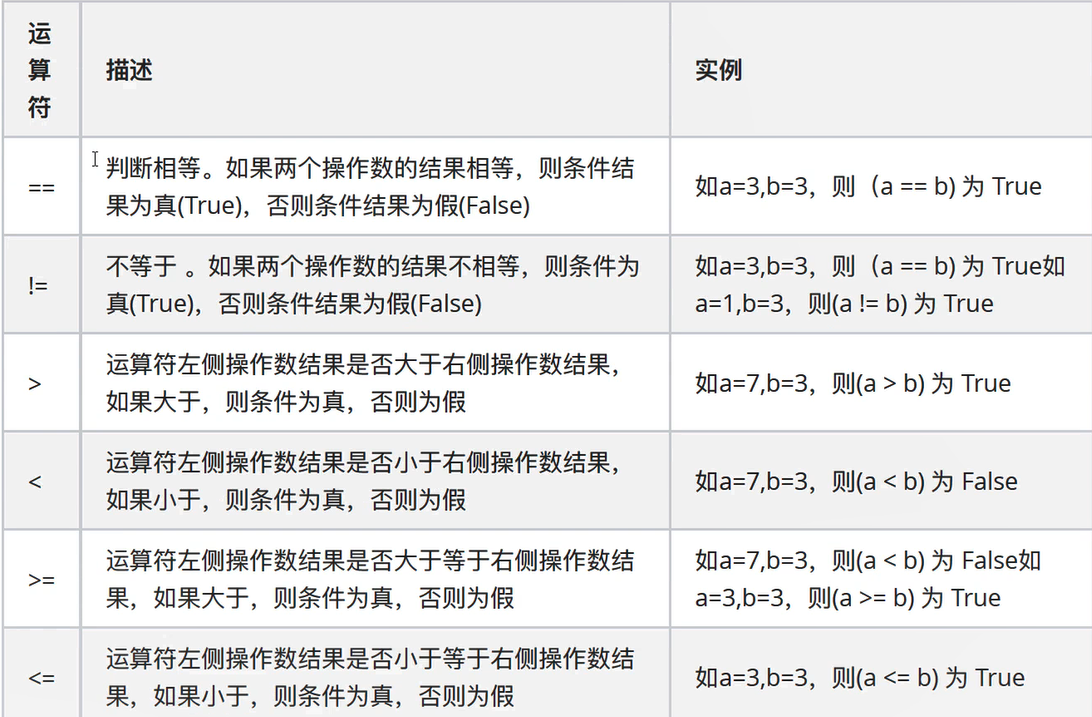 运
算
符
描述
实例
==
判断相等。如果两个操作数的结果相等，则条件结
果为真(True)，否则条件结果为假(False)
如a=3,b=3，则（a == b) 为 True
!=
不等于 。如果两个操作数的结果不相等，则条件为
真(True)，否则条件结果为假(False)
如a=3,b=3，则（a == b) 为 True如
a=1,b=3，则(a != b) 为 True
>
运算符左侧操作数结果是否大于右侧操作数结果，
如果大于，则条件为真，否则为假
如a=7,b=3，则(a > b) 为 True
<
运算符左侧操作数结果是否小于右侧操作数结果，
如果小于，则条件为真，否则为假
如a=7,b=3，则(a < b) 为 False
>=
运算符左侧操作数结果是否大于等于右侧操作数结
果，如果大于，则条件为真，否则为假
如a=7,b=3，则(a < b) 为 False如
a=3,b=3，则(a >= b) 为 True
<=
运算符左侧操作数结果是否小于等于右侧操作数结
果，如果小于，则条件为真，否则为假
如a=3,b=3，则(a <= b) 为 True